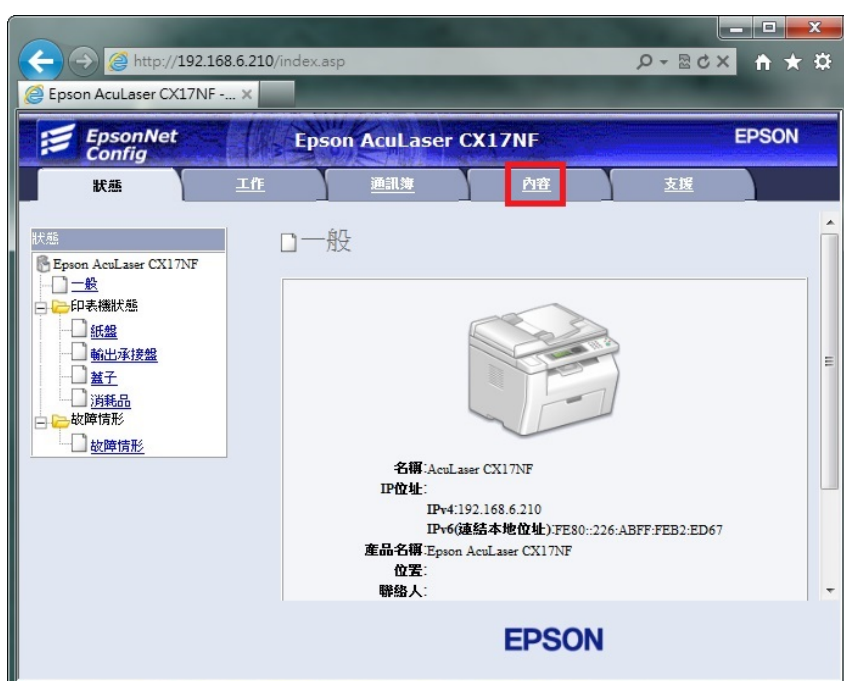 http://192.168.6.210/index.asp
Epson AcuLaser CX17NF -...
EpsonNet
Config
Epson AcuLaser CX17NF
EPSON
狀態
工作
通訊簿
內容
支援
狀態
Epson AcuLaser CX17NF
一般
印表機狀態
紙盤
輸出承接盤
蓋子
消耗品
故障情形
故障情形
一般
名稱:AcuLaser CX17NF
IP位址:
IPv4:192.168.6.210
IPv6(連結本地位址):FE80::226:ABFF:FEB2:ED67
產品名稱:Epson AcuLaser CX17NF
位置:
聯絡人:
EPSON